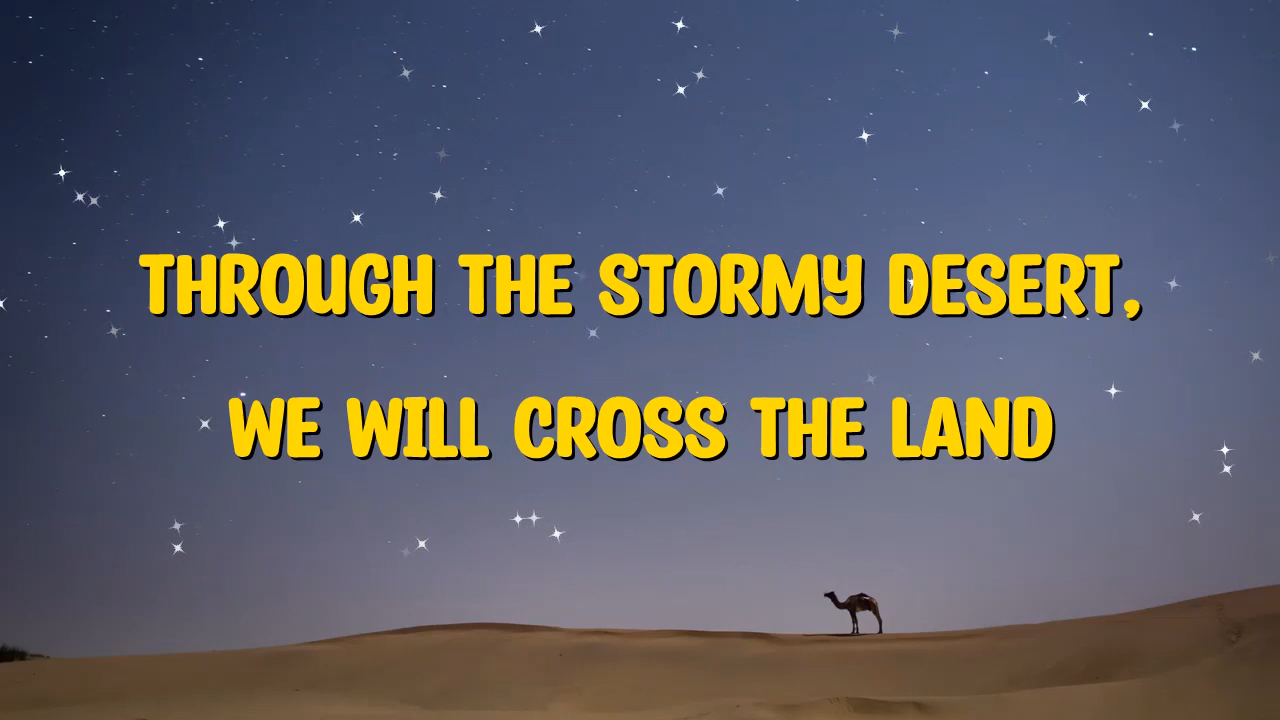 THROUGH THE STORMY DESERT,
WE WILL CROSS THE LAND